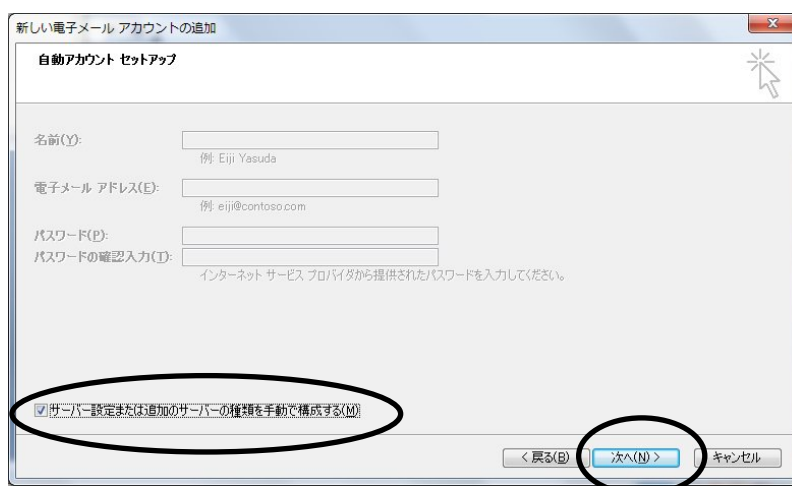 新しい電子メール アカウントの追加
自動アカウント セットアップ
名前(Y):
例: Eiji Yasuda
電子メール アドレス(E):
例: eiji@contoso.com
パスワード(P):
パスワードの確認入力(T):
インターネット サービス プロバイダから提供されたパスワードを入力してください。
サーバー設定または追加のサーバーの種類を手動で構成する(M)
< 戻る(B) 次へ(N) > キャンセル